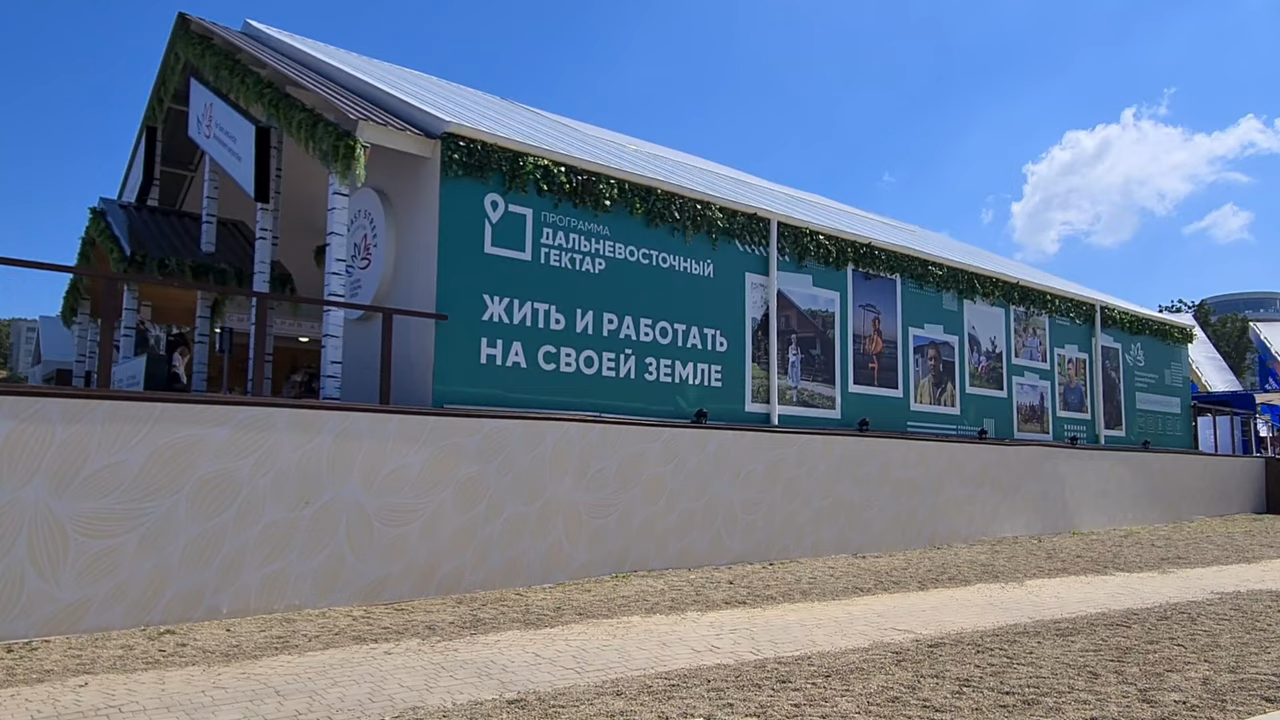 ПРОГРАММА
ДАЛЬНЕВОСТОЧНЫЙ
ГЕКТАР
ЖИТЬ И РАБОТАТЬ
НА СВОЕЙ ЗЕМЛЕ